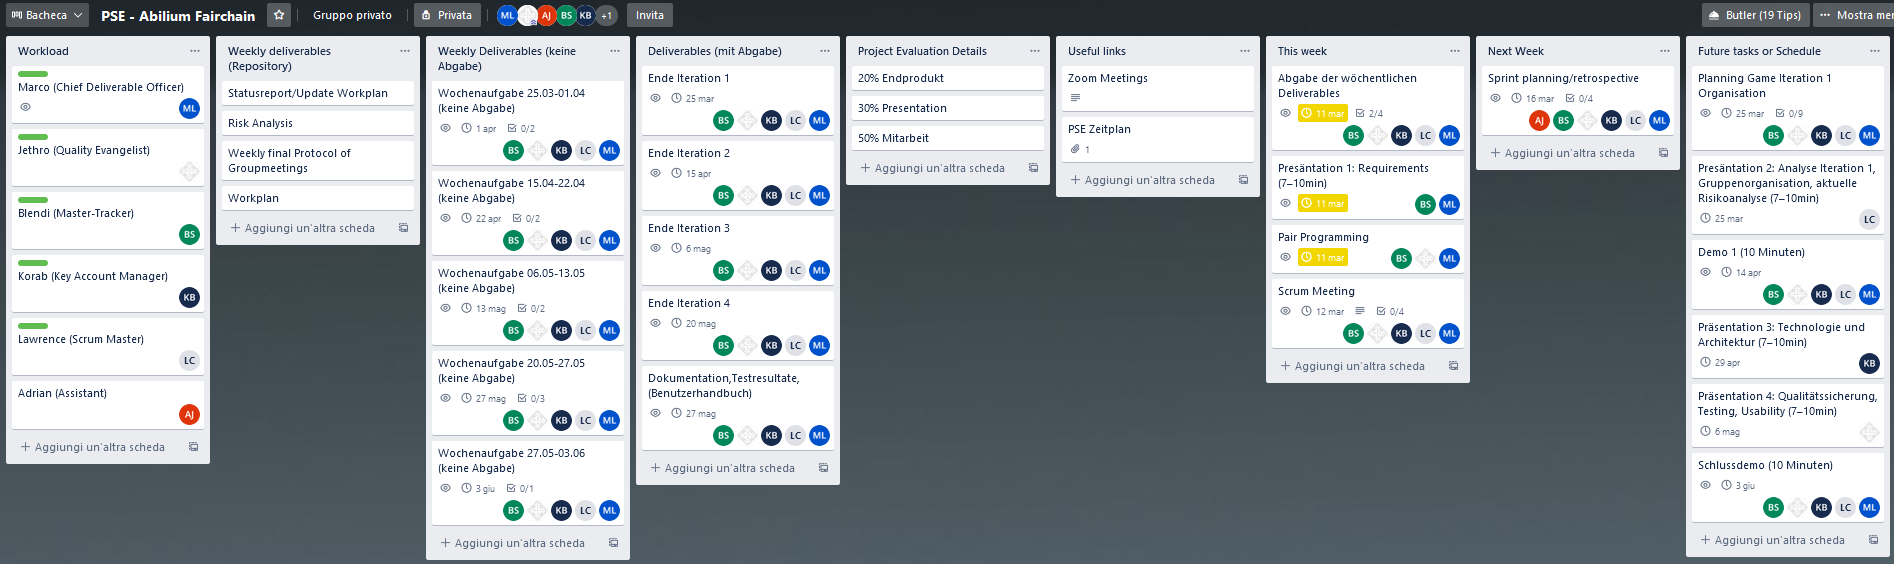 Bacheca
PSE - Abilium Fairchain
Gruppo privato
Privata
ML
AJ
BS
KB
+1
Invita
Butler (19 Tips)
Mostra me
Workload
Marco (Chief Deliverable Officer)
ML
Jethro (Quality Evangelist)
Blendi (Master-Tracker)
BS
Korab (Key Account Manager)
KB
Lawrence (Scrum Master)
LC
Adrian (Assistant)
AJ
+ Aggiungi un'altra scheda
Weekly deliverables
(Repository)
Statusreport/Update Workplan
Risk Analysis
Weekly final Protocol of
Groupmeetings
Workplan
+ Aggiungi un'altra scheda
Weekly Deliverables (keine
Abgabe)
Wochenaufgabe 25.03-01.04
(keine Abgabe)
1 apr 0/2
BS KB LC ML
Wochenaufgabe 15.04-22.04
(keine Abgabe)
22 apr 0/2
BS KB LC ML
Wochenaufgabe 06.05-13.05
(keine Abgabe)
13 mag 0/2
BS KB LC ML
Wochenaufgabe 20.05-27.05
(keine Abgabe)
27 mag 0/3
BS KB LC ML
Wochenaufgabe 27.05-03.06
(keine Abgabe)
3 giu 0/1
BS KB LC ML
+ Aggiungi un'altra scheda
Deliverables (mit Abgabe)
Ende Iteration 1
25 mar
BS KB LC ML
Ende Iteration 2
15 apr
BS KB LC ML
Ende Iteration 3
6 mag
BS KB LC ML
Ende Iteration 4
20 mag
BS KB LC ML
Dokumentation,Testresultate,
(Benutzerhandbuch)
27 mag
BS KB LC ML
+ Aggiungi un'altra scheda
Project Evaluation Details
20% Endprodukt
30% Presentation
50% Mitarbeit
+ Aggiungi un'altra scheda
Useful links
Zoom Meetings
PSE Zeitplan
1
+ Aggiungi un'altra scheda
This week
Abgabe der wöchentlichen
Deliverables
11 mar 2/4
BS KB LC ML
Presäntation 1: Requirements
(7–10min)
11 mar
BS ML
Pair Programming
11 mar
BS ML
Scrum Meeting
12 mar 0/4
BS KB LC ML
+ Aggiungi un'altra scheda
Next Week
Sprint planning/retrospective
16 mar 0/4
AJ BS KB LC ML
+ Aggiungi un'altra scheda
Future tasks or Schedule
Planning Game Iteration 1
Organisation
25 mar 0/9
BS KB LC ML
Presäntation 2: Analyse Iteration 1,
Gruppenorganisation, aktuelle
Risikoanalyse (7–10min)
25 mar
LC
Demo 1 (10 Minuten)
14 apr
BS KB LC ML
Präsentation 3: Technologie und
Architektur (7–10min)
29 apr
KB
Präsentation 4: Qualitätssicherung,
Testing, Usability (7–10min)
6 mag
Schlussdemo (10 Minuten)
3 giu
BS KB LC ML
+ Aggiungi un'altra scheda